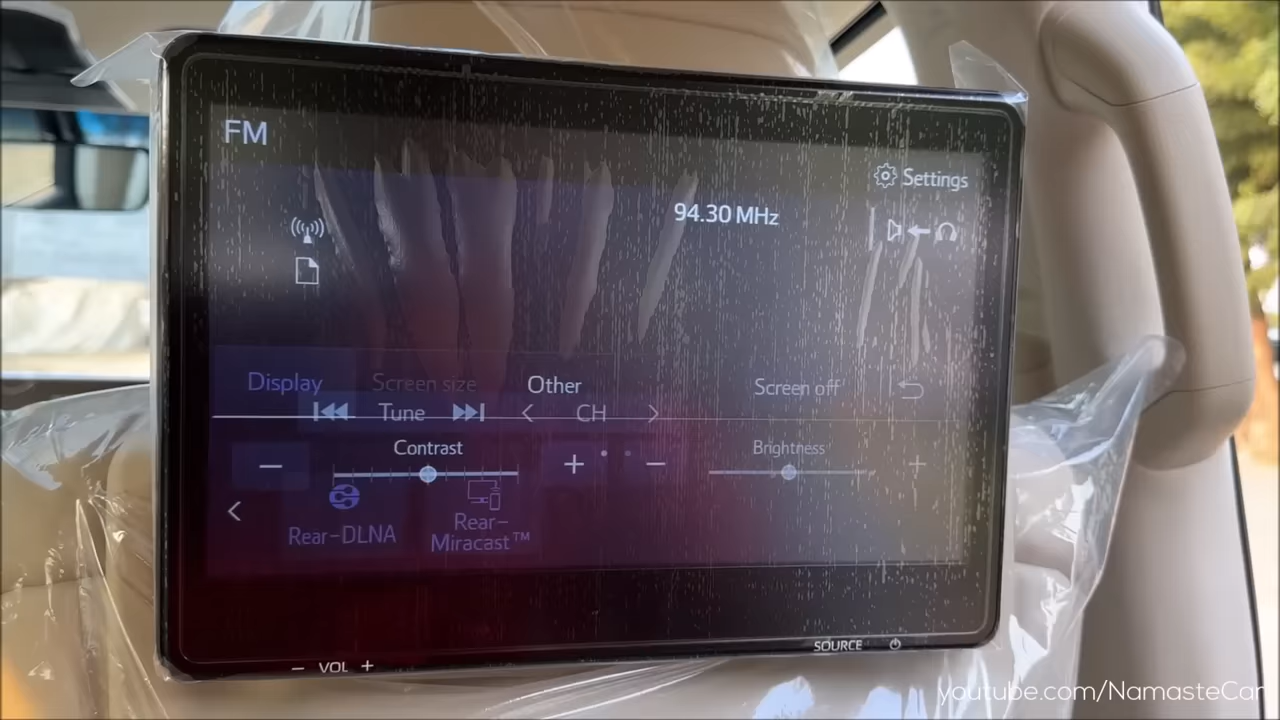 FM
Settings
94.30 MHz
Display Screen size Other Screen off
Tune CH
Contrast Brightness
Rear-DLNA
Rear-
Miracast™
SOURCE
− VOL +
youtube.com/NamasteCar